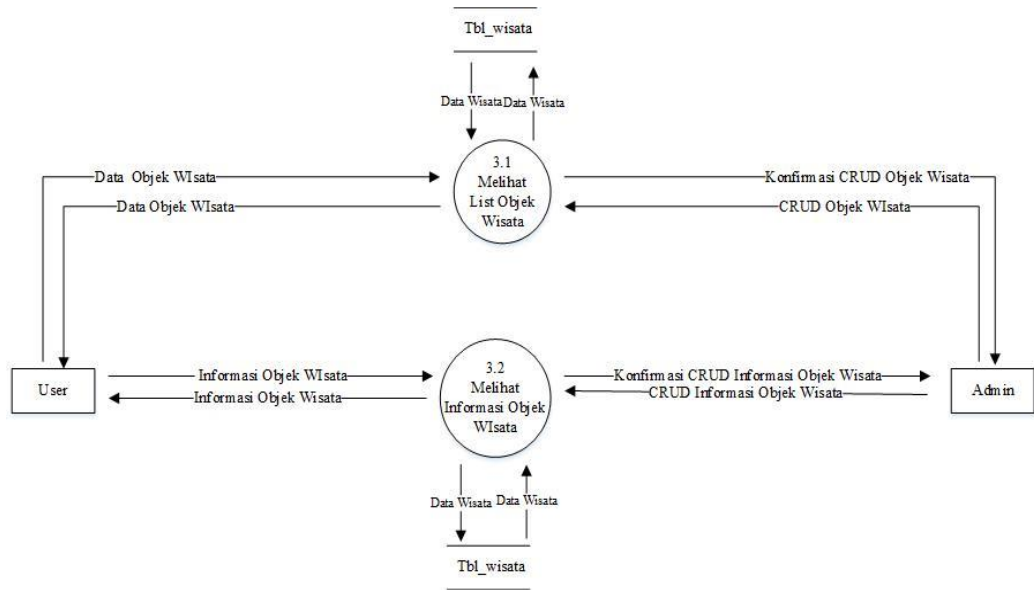 Tbl_wisata
Data Wisata
Data Wisata
3.1
Melihat
List Objek
Wisata
Data Objek WIsata
Data Objek WIsata
Konfirmasi CRUD Objek Wisata
CRUD Objek WIsata
User
Informasi Objek WIsata
Informasi Objek Wisata
3.2
Melihat
Informasi Objek
WIsata
Konfirmasi CRUD Informasi Objek Wisata
CRUD Informasi Objek Wisata
Admin
Data Wisata
Data Wisata
Tbl_wisata